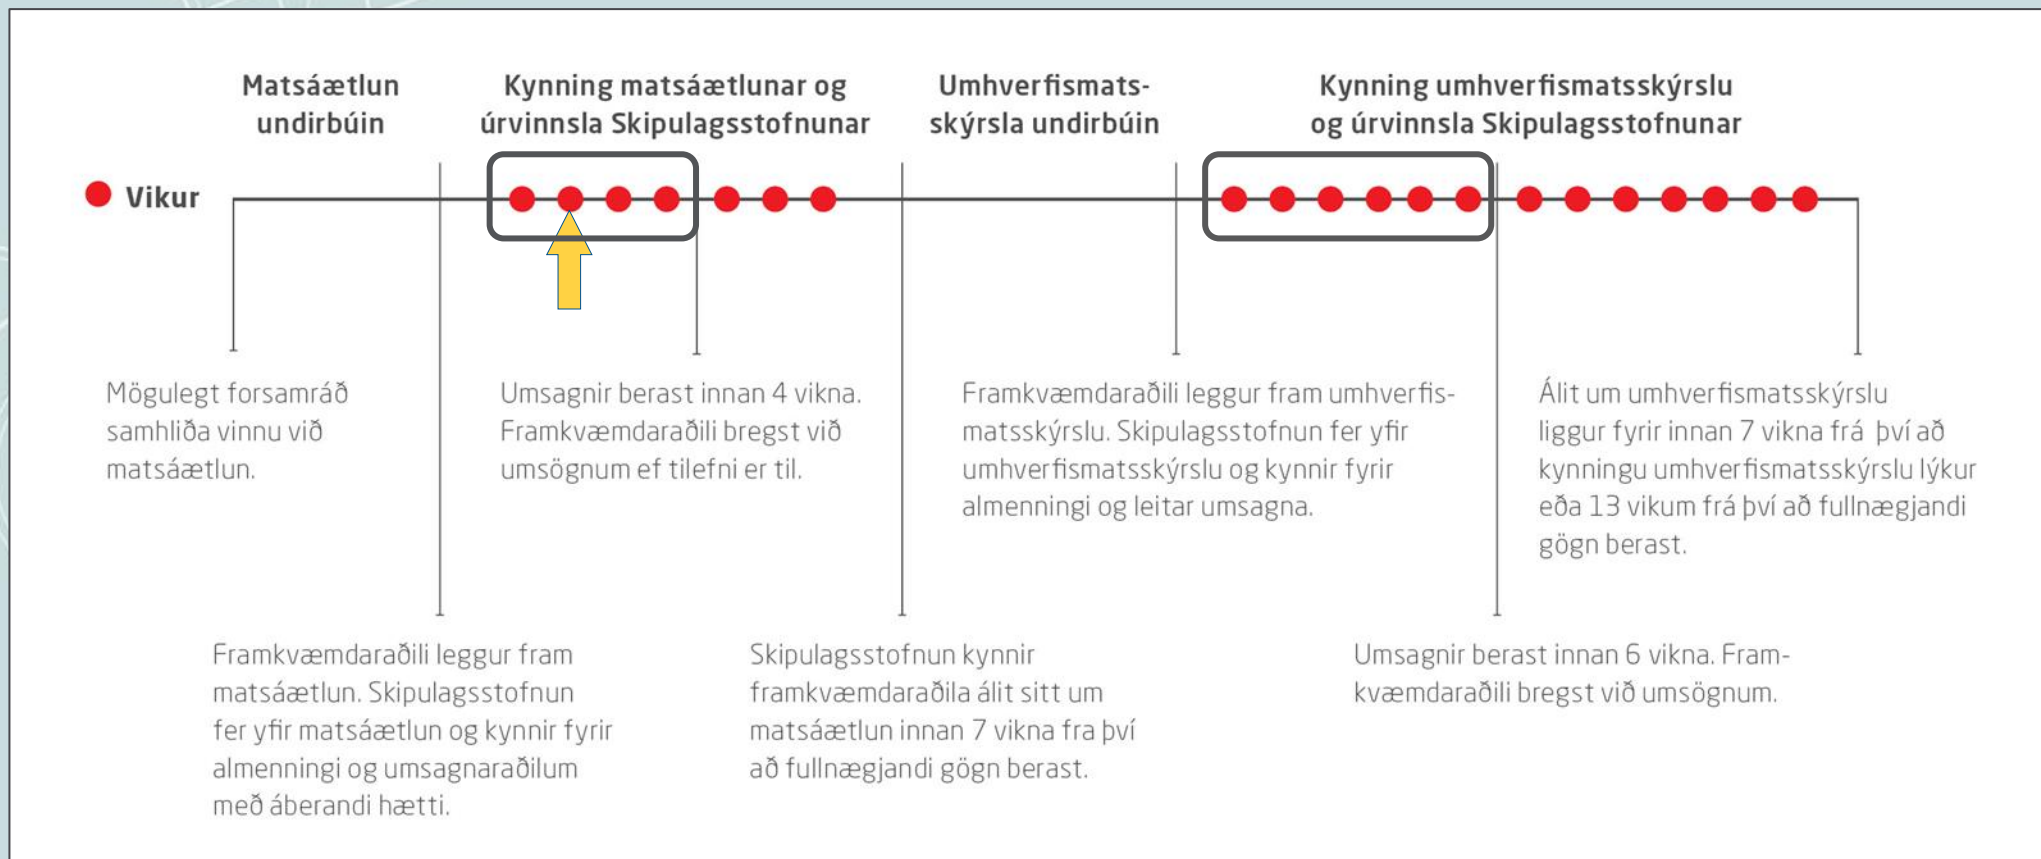 Matsáætlun
undirbúin
Kynning matsáætlunar og
úrvinnsla Skipulagsstofnunar
Umhverfismats-
skýrsla undirbúin
Kynning umhverfismatsskýrslu
og úrvinnsla Skipulagsstofnunar
Vikur
Mögulegt forsamráð
samhliða vinnu við
matsáætlun.
Umsagnir berast innan 4 vikna.
Framkvæmdaraðili bregst við
umsögnum ef tilefni er til.
Framkvæmdaraðili leggur fram umhverfis-
matsskýrslu. Skipulagsstofnun fer yfir
umhverfismatsskýrslu og kynnir fyrir
almenningi og leitar umsagna.
Álit um umhverfismatsskýrslu
liggur fyrir innan 7 vikna frá því að
kynningu umhverfismatsskýrslu lýkur
eða 13 vikum frá því að fullnægjandi
gögn berast.
Framkvæmdaraðili leggur fram
matsáætlun. Skipulagsstofnun
fer yfir matsáætlun og kynnir fyrir
almenningi og umsagnaraðilum
með áberandi hætti.
Skipulagsstofnun kynnir
framkvæmdaraðila álit sitt um
matsáætlun innan 7 vikna fra því
að fullnægjandi gögn berast.
Umsagnir berast innan 6 vikna. Fram-
kvæmdaraðili bregst við umsögnum.